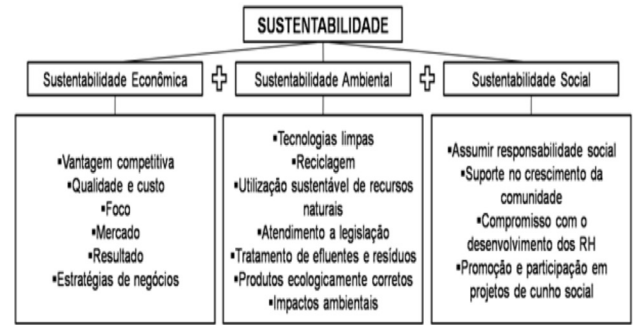 SUSTENTABILIDADE
Sustentabilidade Econômica
Sustentabilidade Ambiental
Sustentabilidade Social
▪Vantagem competitiva
▪Qualidade e custo
▪Foco
▪Mercado
▪Resultado
▪Estratégias de negócios
▪Tecnologias limpas
▪Reciclagem
▪Utilização sustentável de recursos
naturais
▪Atendimento a legislação
▪Tratamento de efluentes e resíduos
▪Produtos ecologicamente corretos
▪Impactos ambientais
▪Assumir responsabilidade social
▪Suporte no crescimento da
comunidade
▪Compromisso com o
desenvolvimento dos RH
▪Promoção e participação em
projetos de cunho social